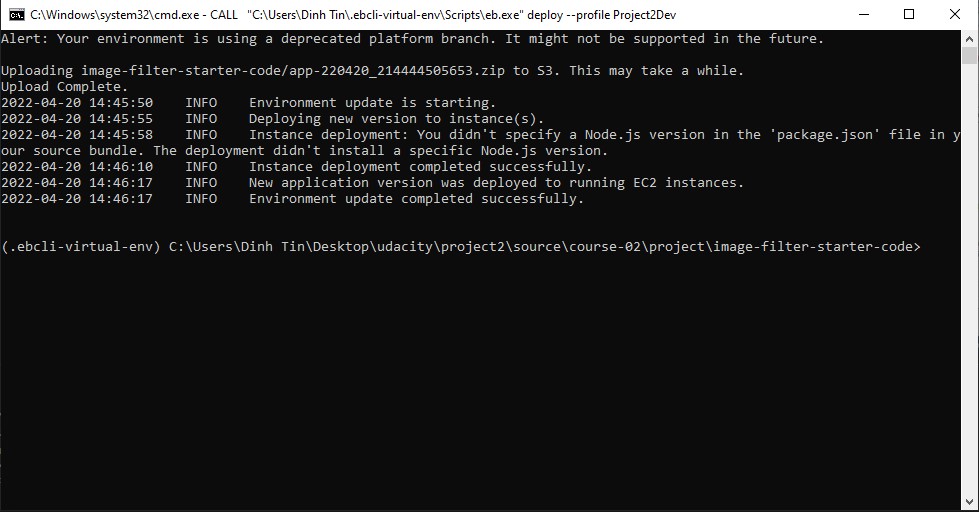 C:\Windows\system32\cmd.exe - CALL "C:\Users\Dinh Tin\.ebcli-virtual-env\Scripts\eb.exe" deploy --profile Project2Dev
Alert: Your environment is using a deprecated platform branch. It might not be supported in the future.
Uploading image-filter-starter-code/app-220420_214444505653.zip to S3. This may take a while.
Upload Complete.
2022-04-20 14:45:50    INFO    Environment update is starting.
2022-04-20 14:45:55    INFO    Deploying new version to instance(s).
2022-04-20 14:45:58    INFO    Instance deployment: You didn't specify a Node.js version in the 'package.json' file in y
our source bundle. The deployment didn't install a specific Node.js version.
2022-04-20 14:46:10    INFO    Instance deployment completed successfully.
2022-04-20 14:46:17    INFO    New application version was deployed to running EC2 instances.
2022-04-20 14:46:17    INFO    Environment update completed successfully.
(.ebcli-virtual-env) C:\Users\Dinh Tin\Desktop\udacity\project2\source\course-02\project\image-filter-starter-code>